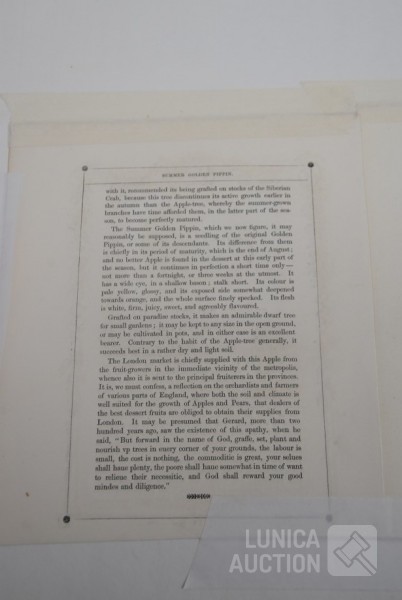 SUMMER GOLDEN PIPPIN.
with it, recommended its being grafted on stocks of the Siberian
Crab, because this tree discontinues its active growth earlier in
the autumn than the Apple-tree, whereby the summer-grown
branches have time afforded them, in the latter part of the sea-
son, to become perfectly matured.
The Summer Golden Pippin, which we now figure, it may
reasonably be supposed, is a seedling of the original Golden
Pippin, or some of its descendants. Its difference from them
is chiefly in its period of maturity, which is the end of August;
and no better Apple is found in the dessert at this early part of
the season, but it continues in perfection a short time only—
not more than a fortnight, or three weeks at the utmost. It
has a wide eye, in a shallow bason; stalk short. Its colour is
pale yellow, glossy, and its exposed side somewhat deepened
towards orange, and the whole surface finely specked. Its flesh
is white, firm, juicy, sweet, and agreeably flavoured.
Grafted on paradise stocks, it makes an admirable dwarf tree
for small gardens; it may be kept to any size in the open ground,
or may be cultivated in pots, and in either case is an excellent
bearer. Contrary to the habit of the Apple-tree generally, it
succeeds best in a rather dry and light soil.
The London market is chiefly supplied with this Apple from
the fruit-growers in the immediate vicinity of the metropolis,
whence also it is sent to the principal fruiterers in the provinces.
It is, we must confess, a reflection on the orchardists and farmers
of various parts of England, where both the soil and climate is
well suited for the growth of Apples and Pears, that dealers of
the best dessert fruits are obliged to obtain their supplies from
London. It may be presumed that Gerard, more than two
hundred years ago, saw the existence of this apathy, when he
said, "But forward in the name of God, graffe, set, plant and
nourish vp trees in euery corner of your grounds, the labour is
small, the cost is nothing, the commoditie is great, your selues
shall haue plenty, the poore shall haue somewhat in time of want
to relieue their necessitie, and God shall reward your good
mindes and diligence."
LUNICA
AUCTION